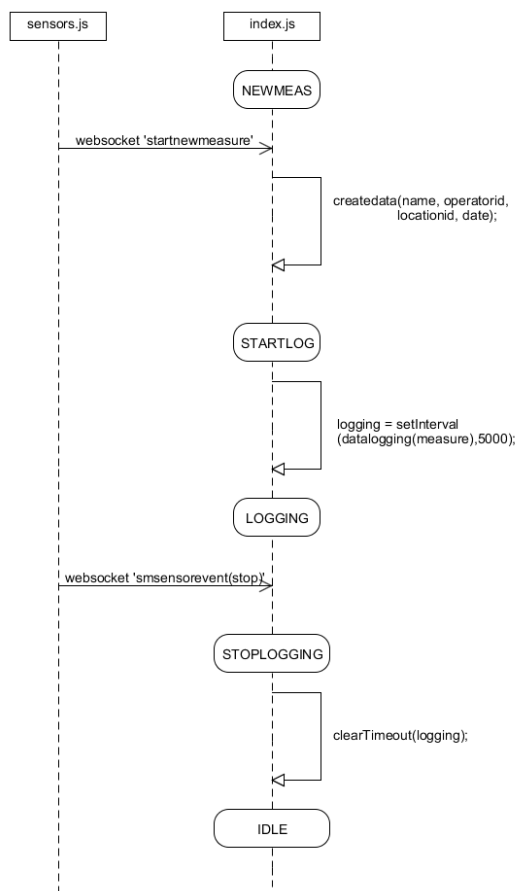 sensors.js
index.js
NEWMEAS
websocket 'startnewmeasure'
createdata(name, operatorid,
locationid, date);
STARTLOG
logging = setInterval
(datalogging(measure),5000);
LOGGING
websocket 'smsensorevent(stop)'
STOPLOGGING
clearTimeout(logging);
IDLE